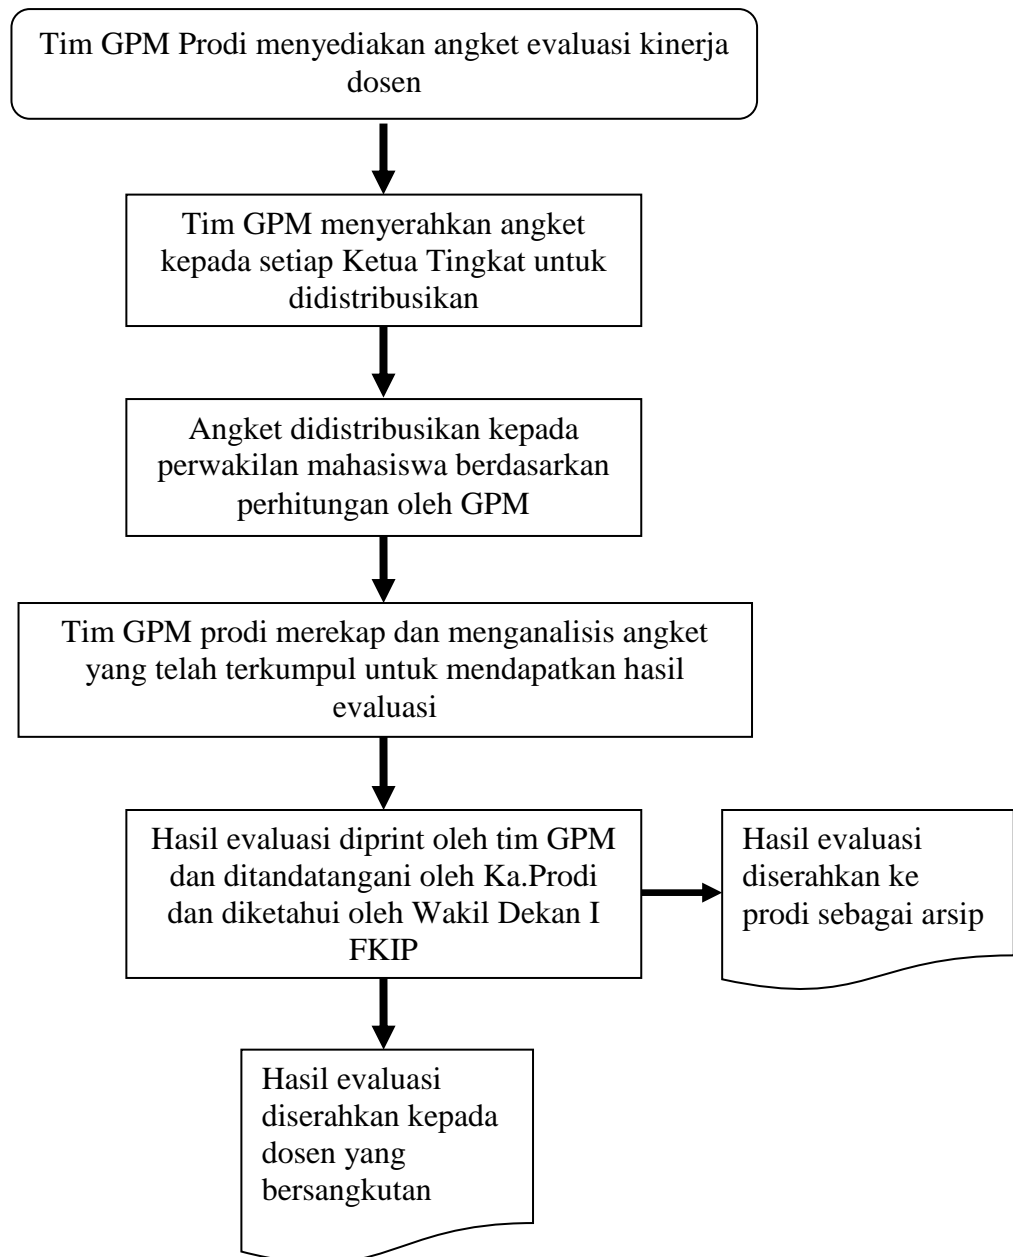 Tim GPM Prodi menyediakan angket evaluasi kinerja
dosen
Tim GPM menyerahkan angket
kepada setiap Ketua Tingkat untuk
didistribusikan
Angket didistribusikan kepada
perwakilan mahasiswa berdasarkan
perhitungan oleh GPM
Tim GPM prodi merekap dan menganalisis angket
yang telah terkumpul untuk mendapatkan hasil
evaluasi
Hasil evaluasi diprint oleh tim GPM
dan ditandatangani oleh Ka.Prodi
dan diketahui oleh Wakil Dekan I
FKIP
Hasil evaluasi
diserahkan ke
prodi sebagai arsip
Hasil evaluasi
diserahkan kepada
dosen yang
bersangkutan